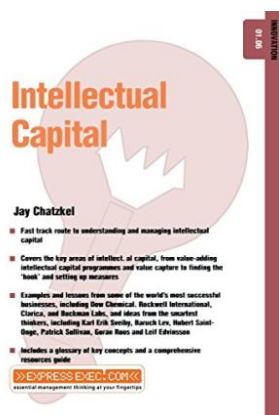 INNOVATION
01.06
Intellectual
Capital
Jay Chatzkel
Fast track route to understanding and managing intellectual
capital
Covers the key areas of intellect. al capital, from value-adding
intellectual capital programmes and value capture to finding the
'hook' and setting up measures
Examples and lessons from some of the world's most successful
businesses, including Dow Chemical, Rockwell International,
Clarica, and Buckman Labs, and ideas from the smartest
thinkers, including Karl Erik Sveiby, Baruch Lev, Hubert Saint-
Onge, Patrick Sullivan, Goran Roos and Leif Edvinsson
Includes a glossary of key concepts and a comprehensive
resources guide
>>EXPRESS EXEC.COM<<
essential management thinking at your fingertips